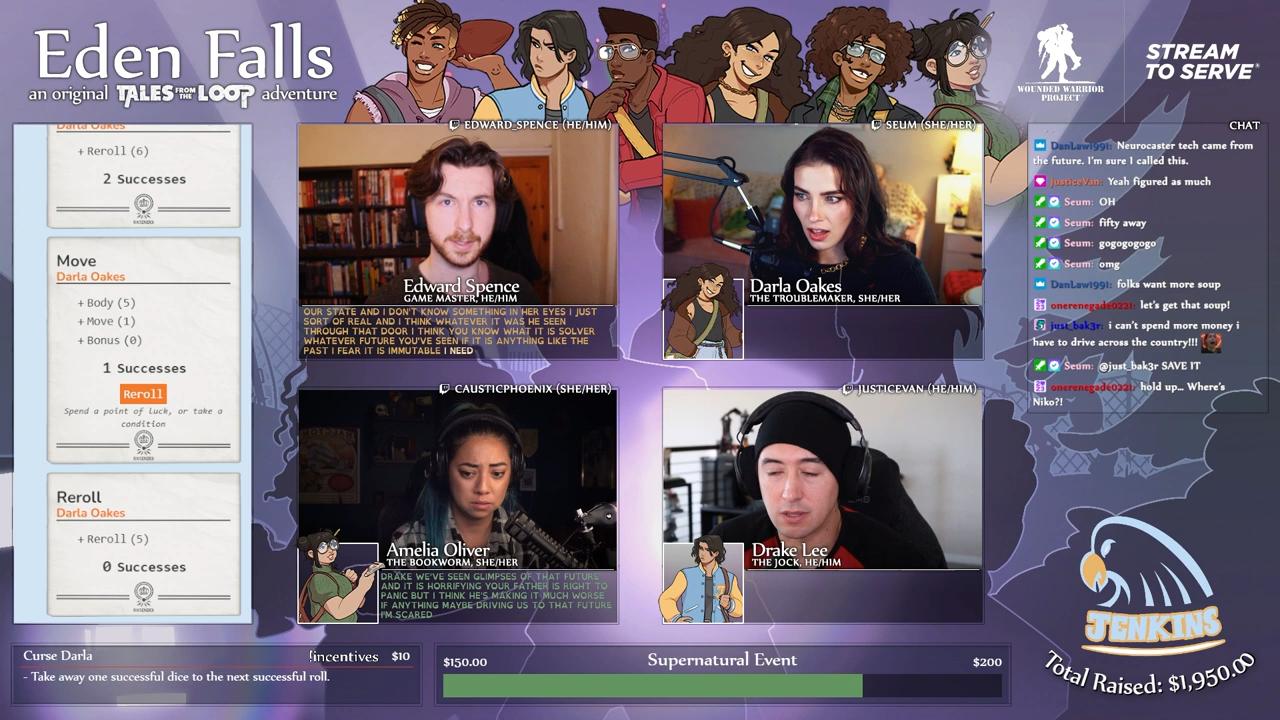 Eden Falls
an original TALES FROM THE LOOP adventure
WOUNDED WARRIOR
PROJECT
STREAM
TO SERVE
Darla Oakes
+ Reroll (6)
2 Successes
Move
Darla Oakes
+ Body (5)
+ Move (1)
+ Bonus (0)
1 Successes
Reroll
Spend a point of luck, or take a
condition
Reroll
Darla Oakes
+ Reroll (5)
0 Successes
EDWARD_SPENCE (HE/HIM)
Edward Spence
GAME MASTER, HE/HIM
OUR STATE AND I DON'T KNOW SOMETHING IN HER EYES I JUST
SORT OF REAL AND I THINK WHATEVER IT WAS HE SEEN
THROUGH THAT DOOR I THINK YOU KNOW WHAT IT IS SOLVER
WHATEVER FUTURE YOU'VE SEEN IF IT IS ANYTHING LIKE THE
PAST I FEAR IT IS IMMUTABLE I NEED
SEUM (SHE/HER)
Darla Oakes
THE TROUBLEMAKER, SHE/HER
CAUSTICPHOENIX (SHE/HER)
Amelia Oliver
THE BOOKWORM, SHE/HER
DRAKE WE'VE SEEN GLIMPSES OF THAT FUTURE
AND IT IS HORRIFYING YOUR FATHER IS RIGHT TO
PANIC BUT I THINK HE'S MAKING IT MUCH WORSE
IF ANYTHING MAYBE DRIVING US TO THAT FUTURE
I'M SCARED
JUSTICEVAN (HE/HIM)
Drake Lee
THE JOCK, HE/HIM
CHAT
DanLaw1991: Neurocaster tech came from
the future. I'm sure I called this.
JusticeVan: Yeah figured as much
Seum: OH
Seum: fifty away
Seum: gogogogogo
Seum: omg
DanLaw1991: folks want more soup
onerenegade0221: let's get that soup!
just_bak3r: i can't spend more money i
have to drive across the country!!!
Seum: @just_bak3r SAVE IT
onerenegade0221: hold up... Where's
Niko?!
JENKINS
Total Raised: $1,950.00
Curse Darla !incentives $10
- Take away one successful dice to the next successful roll.
$150.00 Supernatural Event $200